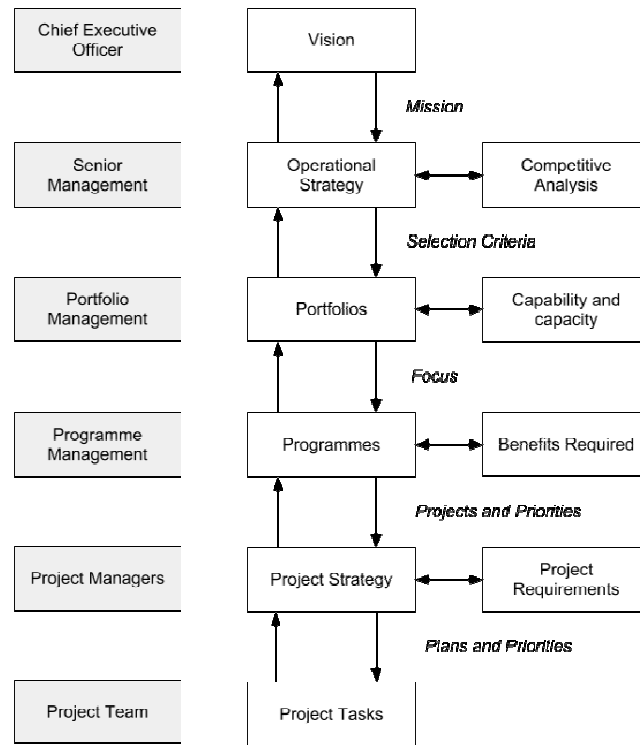 Chief Executive
Officer
Vision
Mission
Senior
Management
Operational
Strategy
Competitive
Analysis
Selection Criteria
Portfolio
Management
Portfolios
Capability and
capacity
Focus
Programme
Management
Programmes
Benefits Required
Projects and Priorities
Project Managers
Project Strategy
Project
Requirements
Plans and Priorities
Project Team
Project Tasks